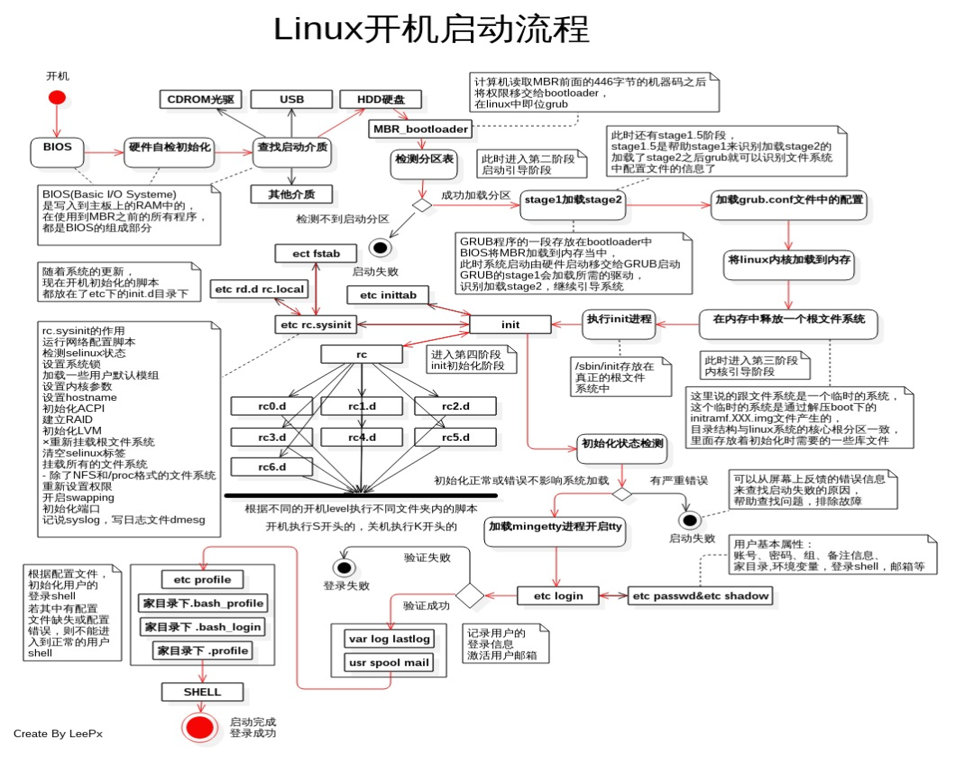 Linux开机启动流程
开机
CDROM光驱
USB
HDD硬盘
计算机读取MBR前面的446字节的机器码之后
将权限移交给bootloader，
在linux中即位grub
MBR_bootloader
BIOS
硬件自检初始化
查找启动介质
检测分区表
此时进入第二阶段
启动引导阶段
此时还有stage1.5阶段，
stage1.5是帮助stage1来识别加载stage2的
加载了stage2之后grub就可以识别文件系统
中配置文件的信息了
其他介质
BIOS(Basic I/O Systeme)
是写入到主板上的RAM中的，
在使用到MBR之前的所有程序，
都是BIOS的组成部分
成功加载分区
检测不到启动分区
启动失败
stage1加载stage2
加载grub.conf文件中的配置
GRUB程序的一段存放在bootloader中
BIOS将MBR加载到内存当中，
此时系统启动由硬件启动移交给GRUB启动
GRUB的stage1会加载所需的驱动，
识别加载stage2，继续引导系统
将linux内核加载到内存
ect fstab
随着系统的更新，
现在开机初始化的脚本
都放在了etc下的init.d目录下
etc rd.d rc.local
etc inittab
etc rc.sysinit
init
执行init进程
在内存中释放一个根文件系统
rc.sysinit的作用
运行网络配置脚本
检测selinux状态
设置系统锁
加载一些用户默认模组
设置内核参数
设置hostname
初始化ACPI
建立RAID
初始化LVM
×重新挂载根文件系统
清空selinux标签
挂载所有的文件系统
- 除了NFS和/proc格式的文件系统
重新设置权限
开启swapping
初始化端口
记说syslog，写日志文件dmesg
rc
进入第四阶段
init初始化阶段
/sbin/init存放在
真正的根文件
系统中
此时进入第三阶段
内核引导阶段
这里说的跟文件系统是一个临时的系统，
这个临时的系统是通过解压boot下的
initramf.XXX.img文件产生的，
目录结构与linux系统的核心根分区一致，
里面存放着初始化时需要的一些库文件
rc0.d
rc1.d
rc2.d
rc3.d
rc4.d
rc5.d
rc6.d
根据不同的开机level执行不同文件夹内的脚本
开机执行S开头的，关机执行K开头的
初始化状态检测
初始化正常或错误不影响系统加载
有严重错误
可以从屏幕上反馈的错误信息
来查找启动失败的原因，
帮助查找问题，排除故障
启动失败
加载mingetty进程开启tty
用户基本属性：
账号、密码、组、备注信息、
家目录,环境变量，登录shell，邮箱等
验证失败
登录失败
etc login
etc passwd&etc shadow
验证成功
根据配置文件，
初始化用户的
登录shell
若其中有配置
文件缺失或配置
错误，则不能进
入到正常的用户
shell
etc profile
家目录下.bash_profile
家目录下 .bash_login
家目录下 .profile
var log lastlog
usr spool mail
记录用户的
登录信息
激活用户邮箱
SHELL
启动完成
登录成功
Create By LeePx